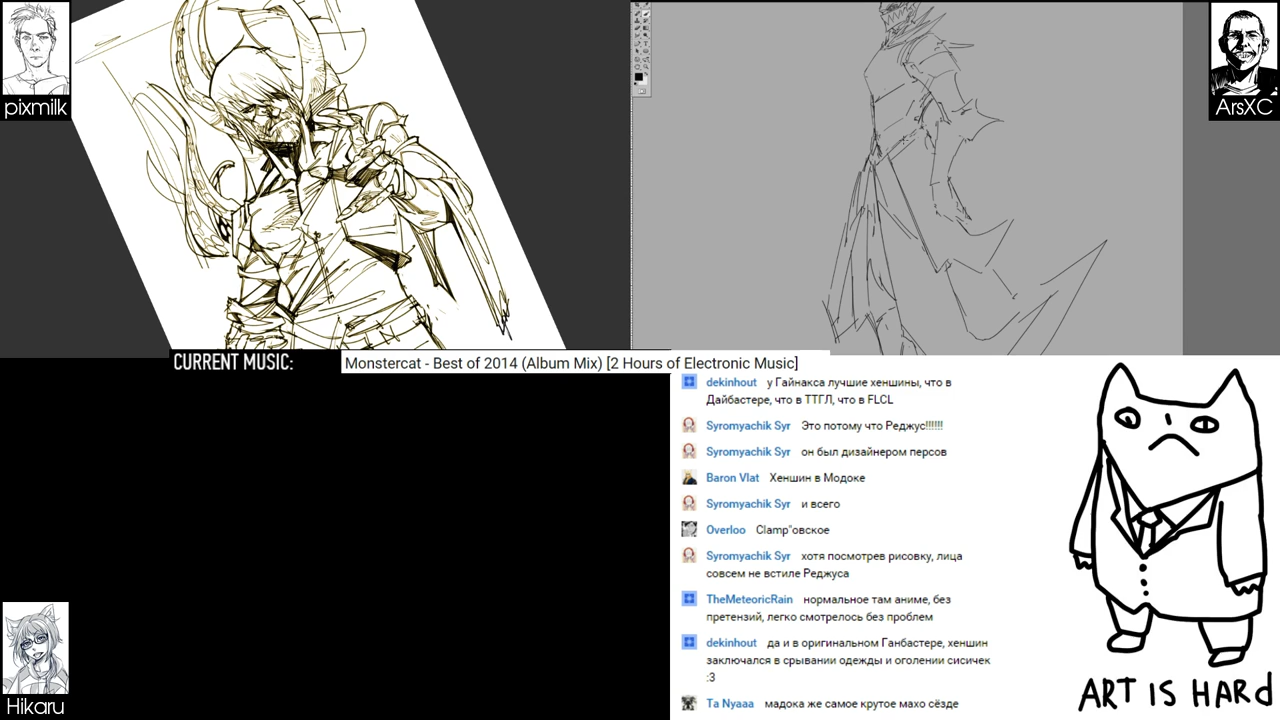 pixmilk
ArsXC
CURRENT MUSIC:
Monstercat - Best of 2014 (Album Mix) [2 Hours of Electronic Music]
dekinhout у Гайнакса лучшие хеншины, что в
Дайбастере, что в ТТГЛ, что в FLCL
Syromyachik Syr Это потому что Реджус!!!!!!
Syromyachik Syr он был дизайнером персов
Baron Vlat Хеншин в Модоке
Syromyachik Syr и всего
Overloo Clamp"овское
Syromyachik Syr хотя посмотрев рисовку, лица
совсем не встиле Реджуса
TheMeteoricRain нормальное там аниме, без
претензий, легко смотрелось без проблем
dekinhout да и в оригинальном Ганбастере, хеншин
заключался в срывании одежды и оголении сисичек
:3
Ta Nyaaa мадока же самое крутое махо сёзде
Hikaru
ART IS HARd